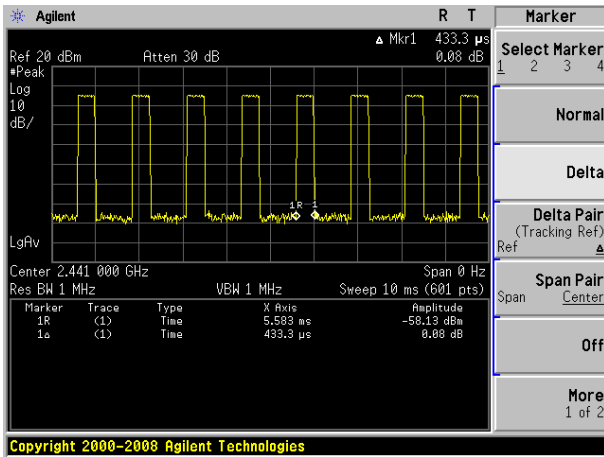 Agilent R T Marker
Δ Mkr1 433.3 µs
Ref 20 dBm Atten 30 dB 0.08 dB
#Peak
Log
10
dB/
1R 1
LgAv
Center 2.441 000 GHz Span 0 Hz
Res BW 1 MHz VBW 1 MHz Sweep 10 ms (601 pts)
Marker Trace Type X Axis Amplitude
1R (1) Time 5.583 ms -58.13 dBm
1Δ (1) Time 433.3 µs 0.08 dB
Select Marker
1 2 3 4
Normal
Delta
Delta Pair
(Tracking Ref)
Ref Δ
Span Pair
Span Center
Off
More
1 of 2
Copyright 2000-2008 Agilent Technologies